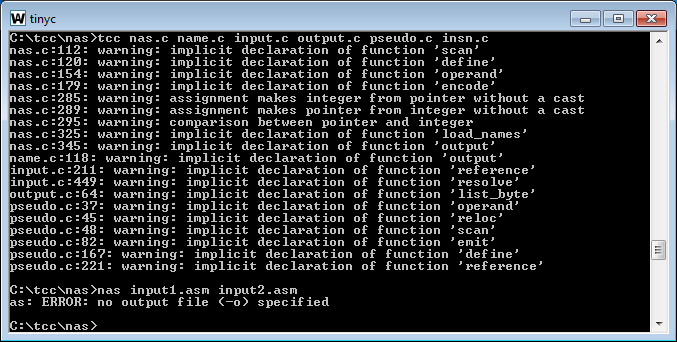 tinyc
C:\tcc\nas>tcc nas.c name.c input.c output.c pseudo.c insn.c
nas.c:112: warning: implicit declaration of function 'scan'
nas.c:120: warning: implicit declaration of function 'define'
nas.c:154: warning: implicit declaration of function 'operand'
nas.c:179: warning: implicit declaration of function 'encode'
nas.c:285: warning: assignment makes integer from pointer without a cast
nas.c:289: warning: assignment makes pointer from integer without a cast
nas.c:295: warning: comparison between pointer and integer
nas.c:325: warning: implicit declaration of function 'load_names'
nas.c:345: warning: implicit declaration of function 'output'
name.c:118: warning: implicit declaration of function 'output'
input.c:211: warning: implicit declaration of function 'reference'
input.c:449: warning: implicit declaration of function 'resolve'
output.c:64: warning: implicit declaration of function 'list_byte'
pseudo.c:37: warning: implicit declaration of function 'operand'
pseudo.c:45: warning: implicit declaration of function 'reloc'
pseudo.c:48: warning: implicit declaration of function 'scan'
pseudo.c:82: warning: implicit declaration of function 'emit'
pseudo.c:167: warning: implicit declaration of function 'define'
pseudo.c:221: warning: implicit declaration of function 'reference'
C:\tcc\nas>nas input1.asm input2.asm
as: ERROR: no output file (-o) specified
C:\tcc\nas>